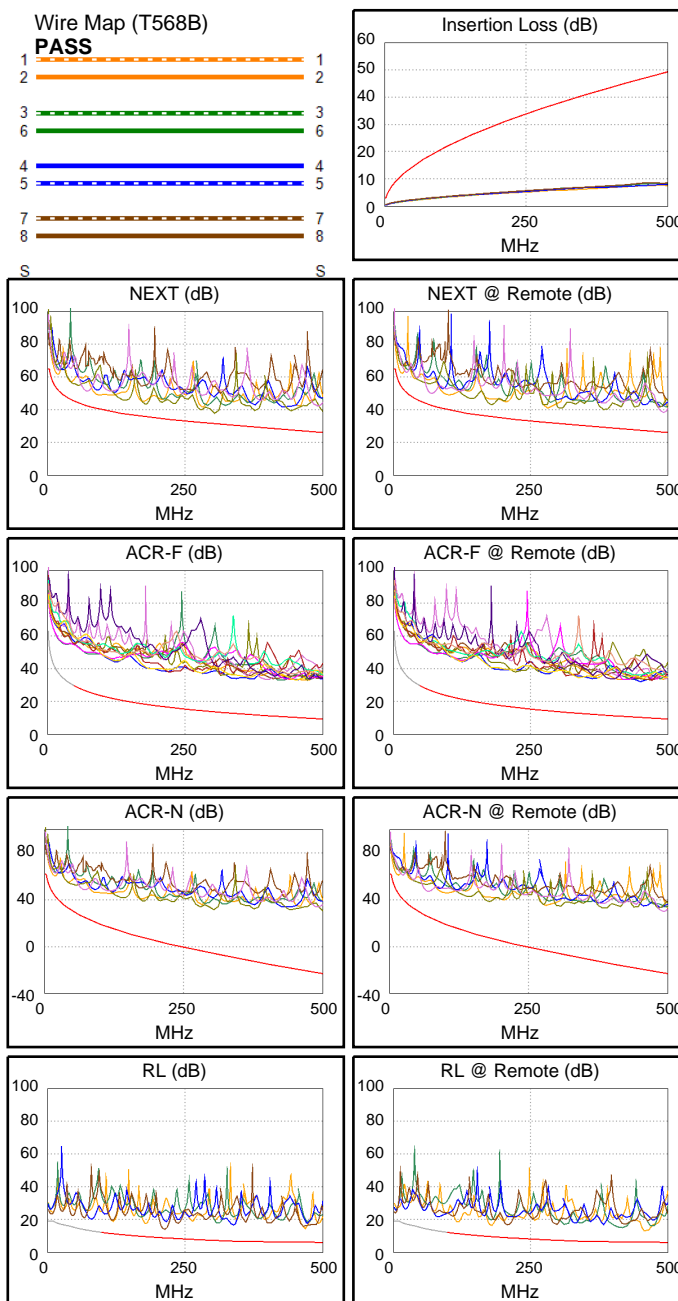 Wire Map (T568B)
PASS
1 1
2 2
3 3
6 6
4 4
5 5
7 7
8 8
S S
Insertion Loss (dB)
60
50
40
30
20
10
0
250 500
MHz
NEXT (dB)
100
80
60
40
20
0
0 250 500
MHz
NEXT @ Remote (dB)
100
80
60
40
20
0
0 250 500
MHz
ACR-F (dB)
100
80
60
40
20
0
0 250 500
MHz
ACR-F @ Remote (dB)
100
80
60
40
20
0
0 250 500
MHz
ACR-N (dB)
80
40
0
-40
0 250 500
MHz
ACR-N @ Remote (dB)
80
40
0
-40
0 250 500
MHz
RL (dB)
100
80
60
40
20
0
0 250 500
MHz
RL @ Remote (dB)
100
80
60
40
20
0
0 250 500
MHz